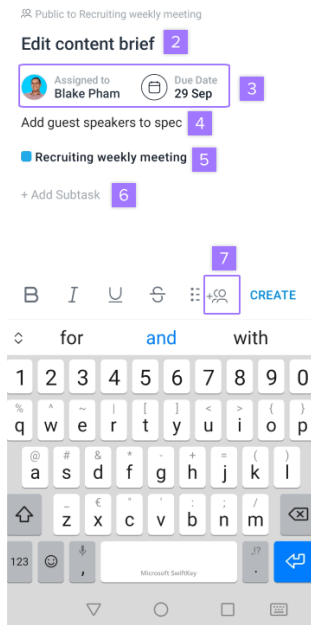 Public to Recruiting weekly meeting
Edit content brief 2
Assigned to Due Date 3
Blake Pham 29 Sep
Add guest speakers to spec 4
Recruiting weekly meeting 5
+ Add Subtask 6
7
B I U S CREATE
for and with
1 2 3 4 5 6 7 8 9 0
% ^ ~ | [ ] < > { }
q w e r t y u i o p
@ # & * - + = ( )
a s d f g h j k l
_ € " ' : ; /
z x c v b n m
,!?
123 , Microsoft SwiftKey .